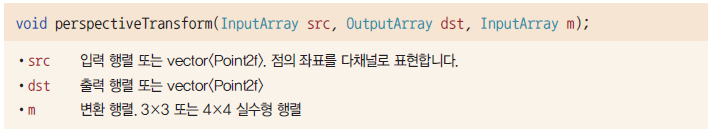 void perspectiveTransform(InputArray src, OutputArray dst, InputArray m);
• src 입력 행렬 또는 vector<Point2f>. 점의 좌표를 다채널로 표현합니다.
• dst 출력 행렬 또는 vector<Point2f>
• m 변환 행렬. 3×3 또는 4×4 실수형 행렬